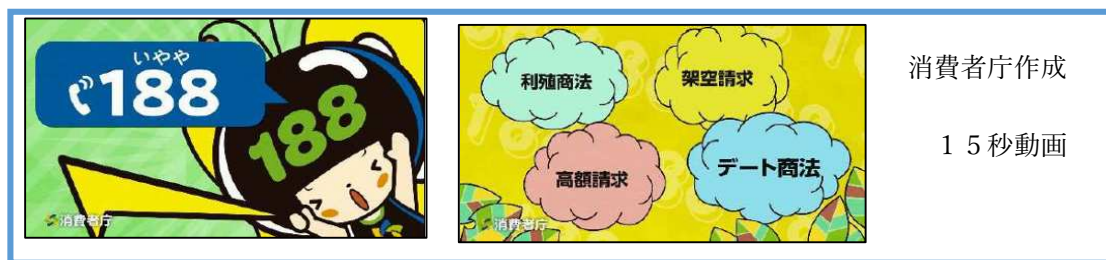 いやや
188
188
消費者庁
利殖商法
架空請求
高額請求
デート商法
消費者庁
消費者庁作成
１５秒動画